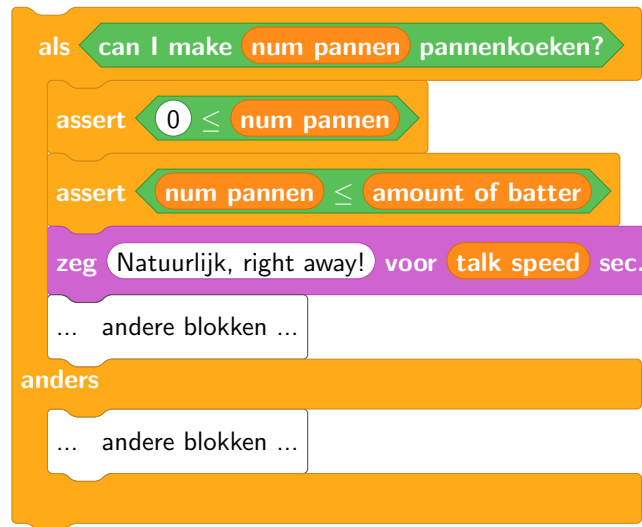 als can I make num pannen pannenkoeken?
assert 0 ≤ num pannen
assert num pannen ≤ amount of batter
zeg Natuurlijk, right away! voor talk speed sec.
... andere blokken ...
anders
... andere blokken ...